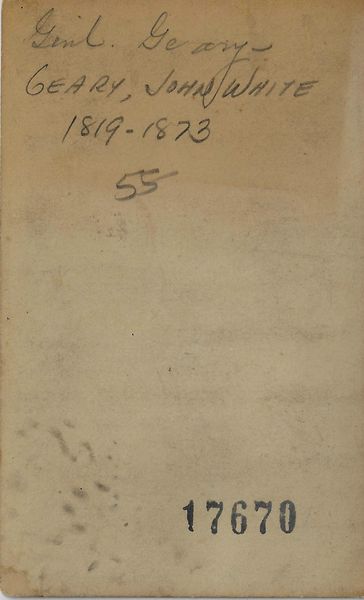 Genl. Geary
GEARY, JOHN WHITE
1819-1873
55
17670